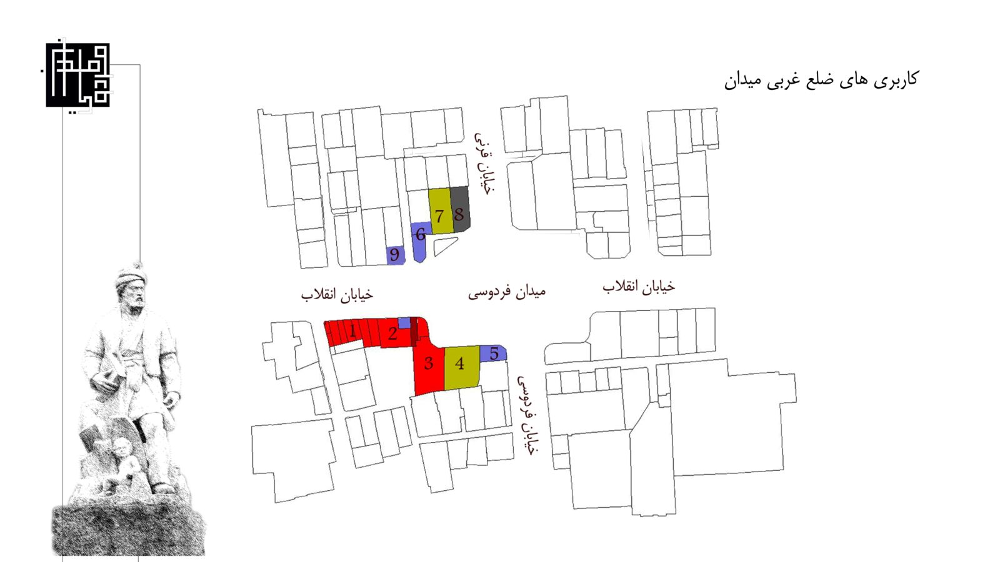 کاربری های ضلع غربی میدان
خیابان قرنی
7
8
6
9
خیابان انقلاب
میدان فردوسی
خیابان انقلاب
1
2
3
4
5
خیابان فردوسی